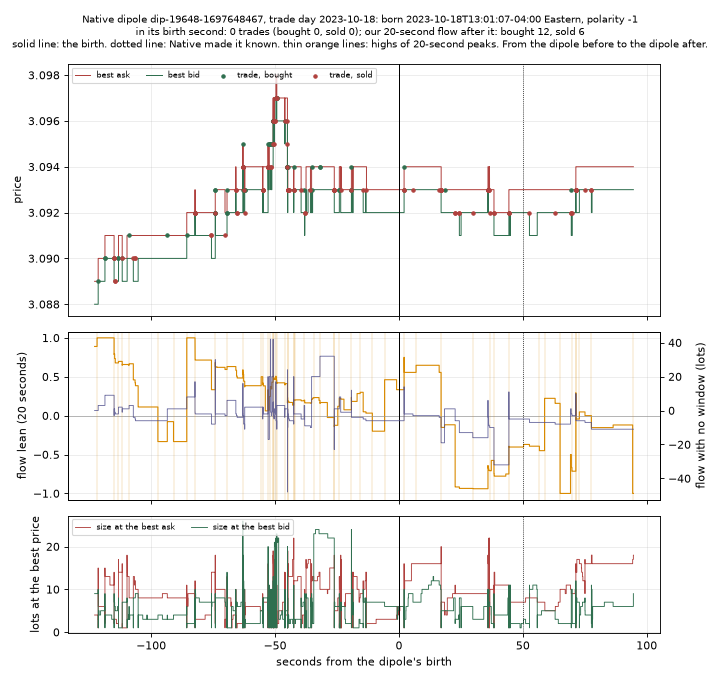 Native dipole dip-19648-1697648467, trade day 2023-10-18: born 2023-10-18T13:01:07-04:00 Eastern, polarity -1
in its birth second: 0 trades (bought 0, sold 0); our 20-second flow after it: bought 12, sold 6
solid line: the birth. dotted line: Native made it known. thin orange lines: highs of 20-second peaks. From the dipole before to the dipole after.
best ask
best bid
trade, bought
trade, sold
3.098
3.096
3.094
3.092
3.090
3.088
price
1.0
0.5
0.0
−0.5
−1.0
flow lean (20 seconds)
40
20
0
−20
−40
flow with no window (lots)
size at the best ask
size at the best bid
20
10
0
lots at the best price
−100
−50
0
50
100
seconds from the dipole's birth